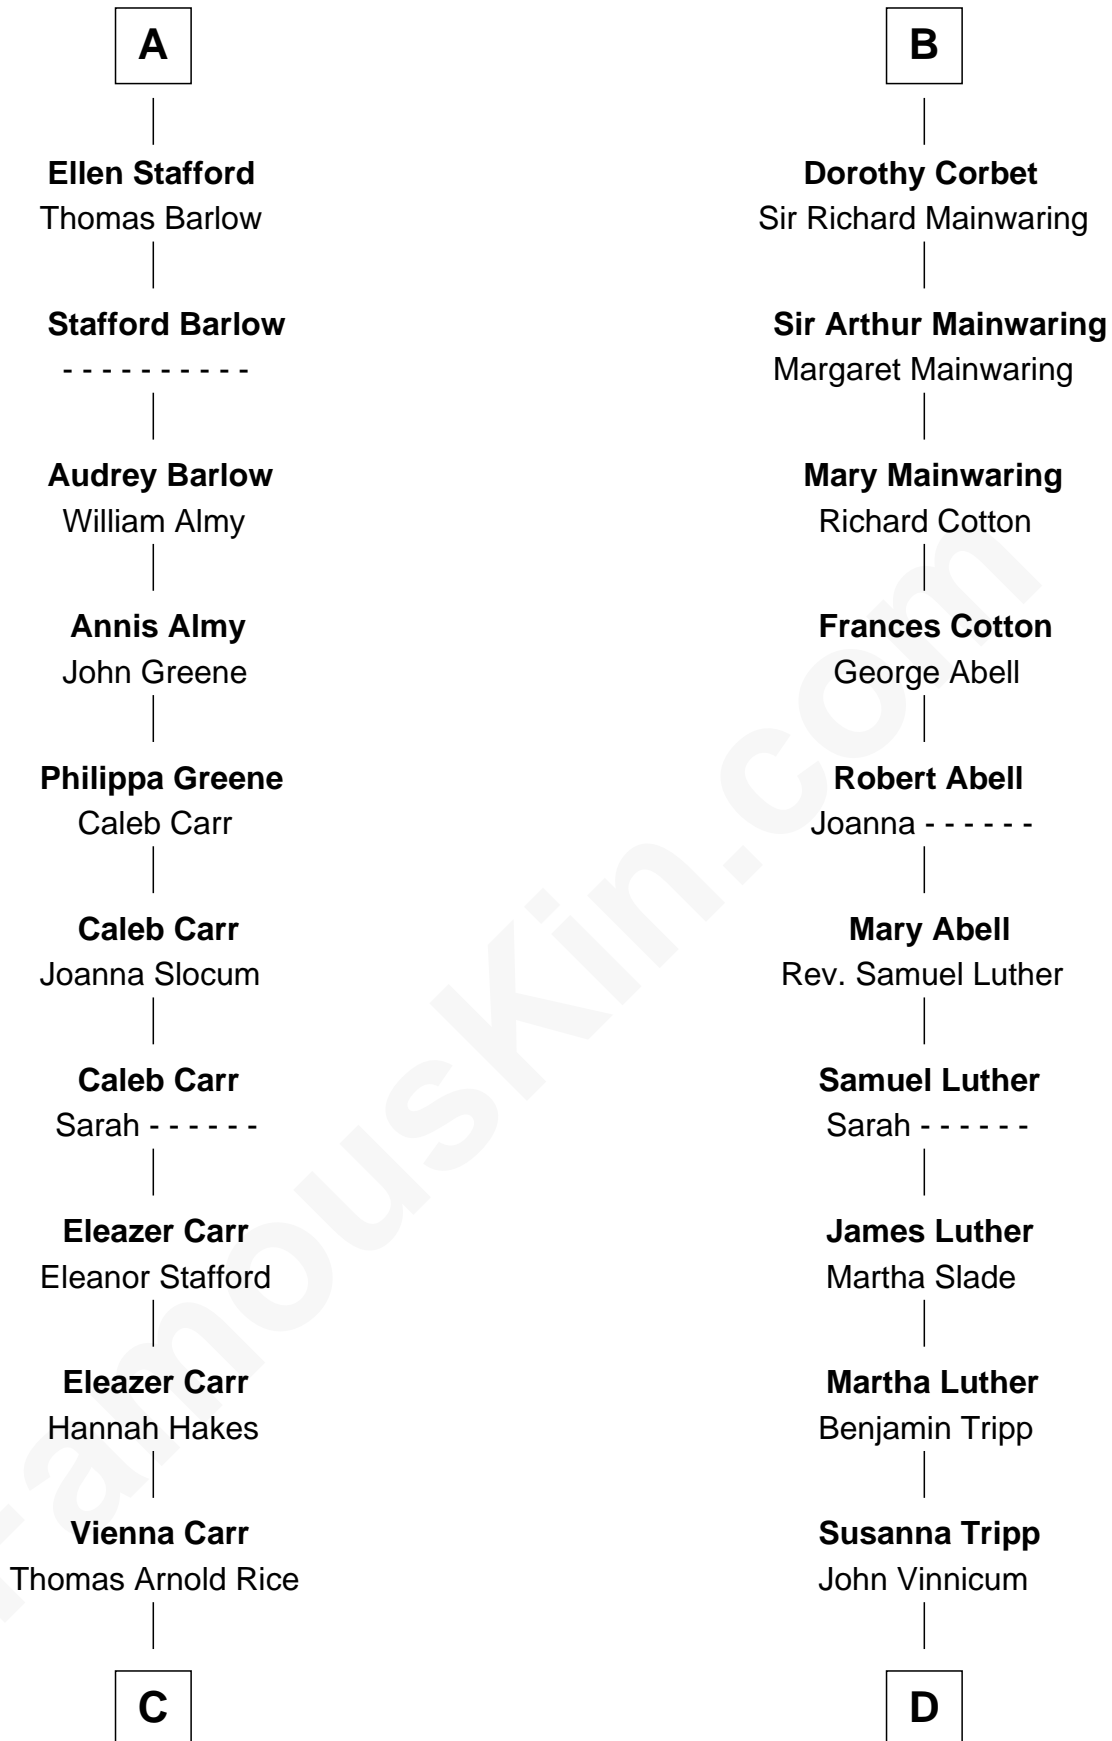 A
Ellen Stafford
Thomas Barlow
Stafford Barlow
- - - - - - - - - -
Audrey Barlow
William Almy
Annis Almy
John Greene
Philippa Greene
Caleb Carr
Caleb Carr
Joanna Slocum
Caleb Carr
Sarah - - - - - -
Eleazer Carr
Eleanor Stafford
Eleazer Carr
Hannah Hakes
Vienna Carr
Thomas Arnold Rice
C
B
Dorothy Corbet
Sir Richard Mainwaring
Sir Arthur Mainwaring
Margaret Mainwaring
Mary Mainwaring
Richard Cotton
Frances Cotton
George Abell
Robert Abell
Joanna - - - - - -
Mary Abell
Rev. Samuel Luther
Samuel Luther
Sarah - - - - - -
James Luther
Martha Slade
Martha Luther
Benjamin Tripp
Susanna Tripp
John Vinnicum
D
FamousKin.com